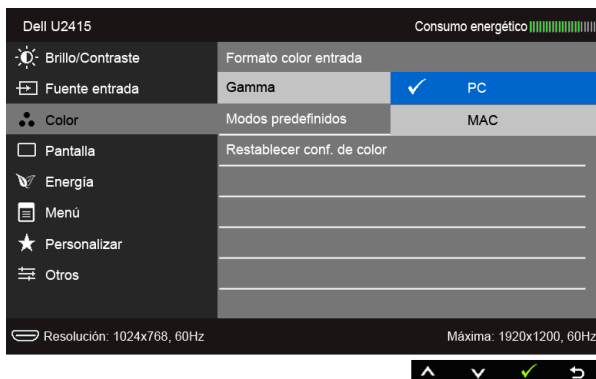 Dell U2415 Consumo energético
Brillo/Contraste Formato color entrada
Fuente entrada Gamma PC
Color Modos predefinidos MAC
Pantalla Restablecer conf. de color
Energía
Menú
Personalizar
Otros
Resolución: 1024x768, 60Hz Máxima: 1920x1200, 60Hz